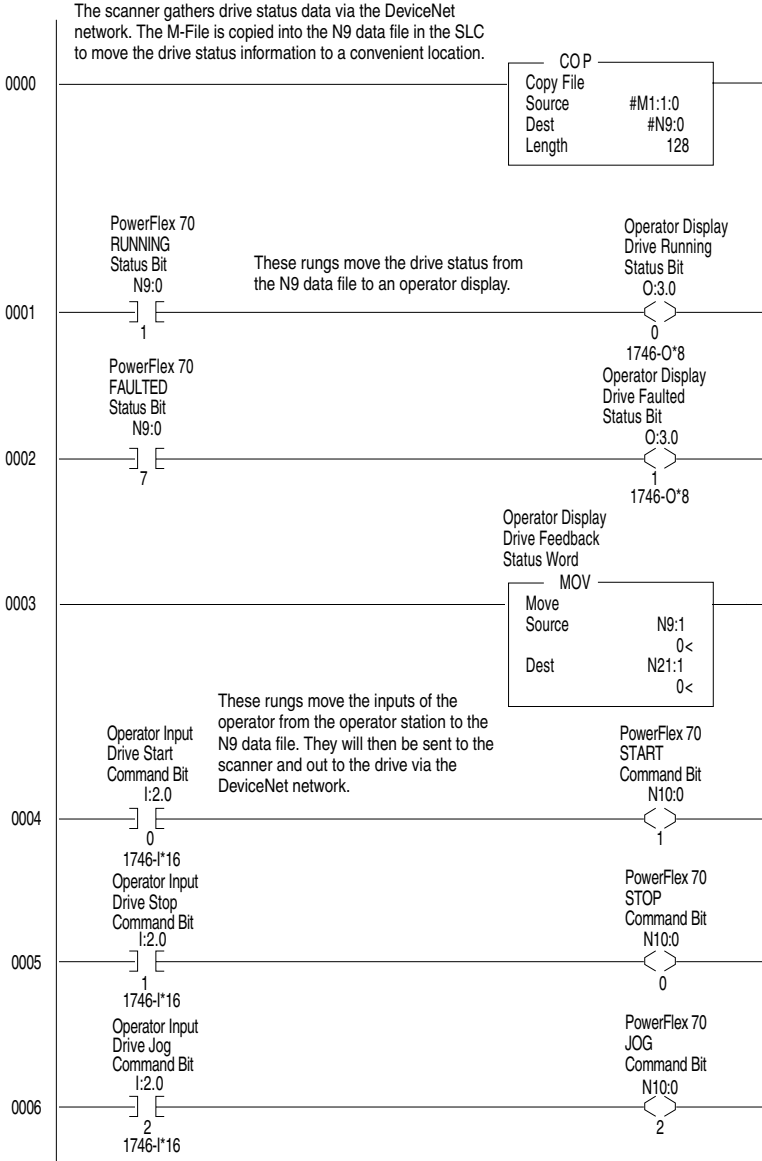 The scanner gathers drive status data via the DeviceNet
network. The M-File is copied into the N9 data file in the SLC
to move the drive status information to a convenient location.
0000
COP
Copy File
Source #M1:1:0
Dest #N9:0
Length 128
PowerFlex 70
RUNNING
Status Bit
N9:0
These rungs move the drive status from
the N9 data file to an operator display.
Operator Display
Drive Running
Status Bit
O:3.0
0001
1
0
1746-O*8
PowerFlex 70
FAULTED
Status Bit
N9:0
Operator Display
Drive Faulted
Status Bit
O:3.0
0002
7
1
1746-O*8
Operator Display
Drive Feedback
Status Word
0003
MOV
Move
Source N9:1
0<
Dest N21:1
0<
These rungs move the inputs of the
operator from the operator station to the
N9 data file. They will then be sent to the
scanner and out to the drive via the
DeviceNet network.
Operator Input
Drive Start
Command Bit
I:2.0
PowerFlex 70
START
Command Bit
N10:0
0004
0
1746-I*16
1
Operator Input
Drive Stop
Command Bit
I:2.0
PowerFlex 70
STOP
Command Bit
N10:0
0005
1
1746-I*16
0
Operator Input
Drive Jog
Command Bit
I:2.0
PowerFlex 70
JOG
Command Bit
N10:0
0006
2
1746-I*16
2